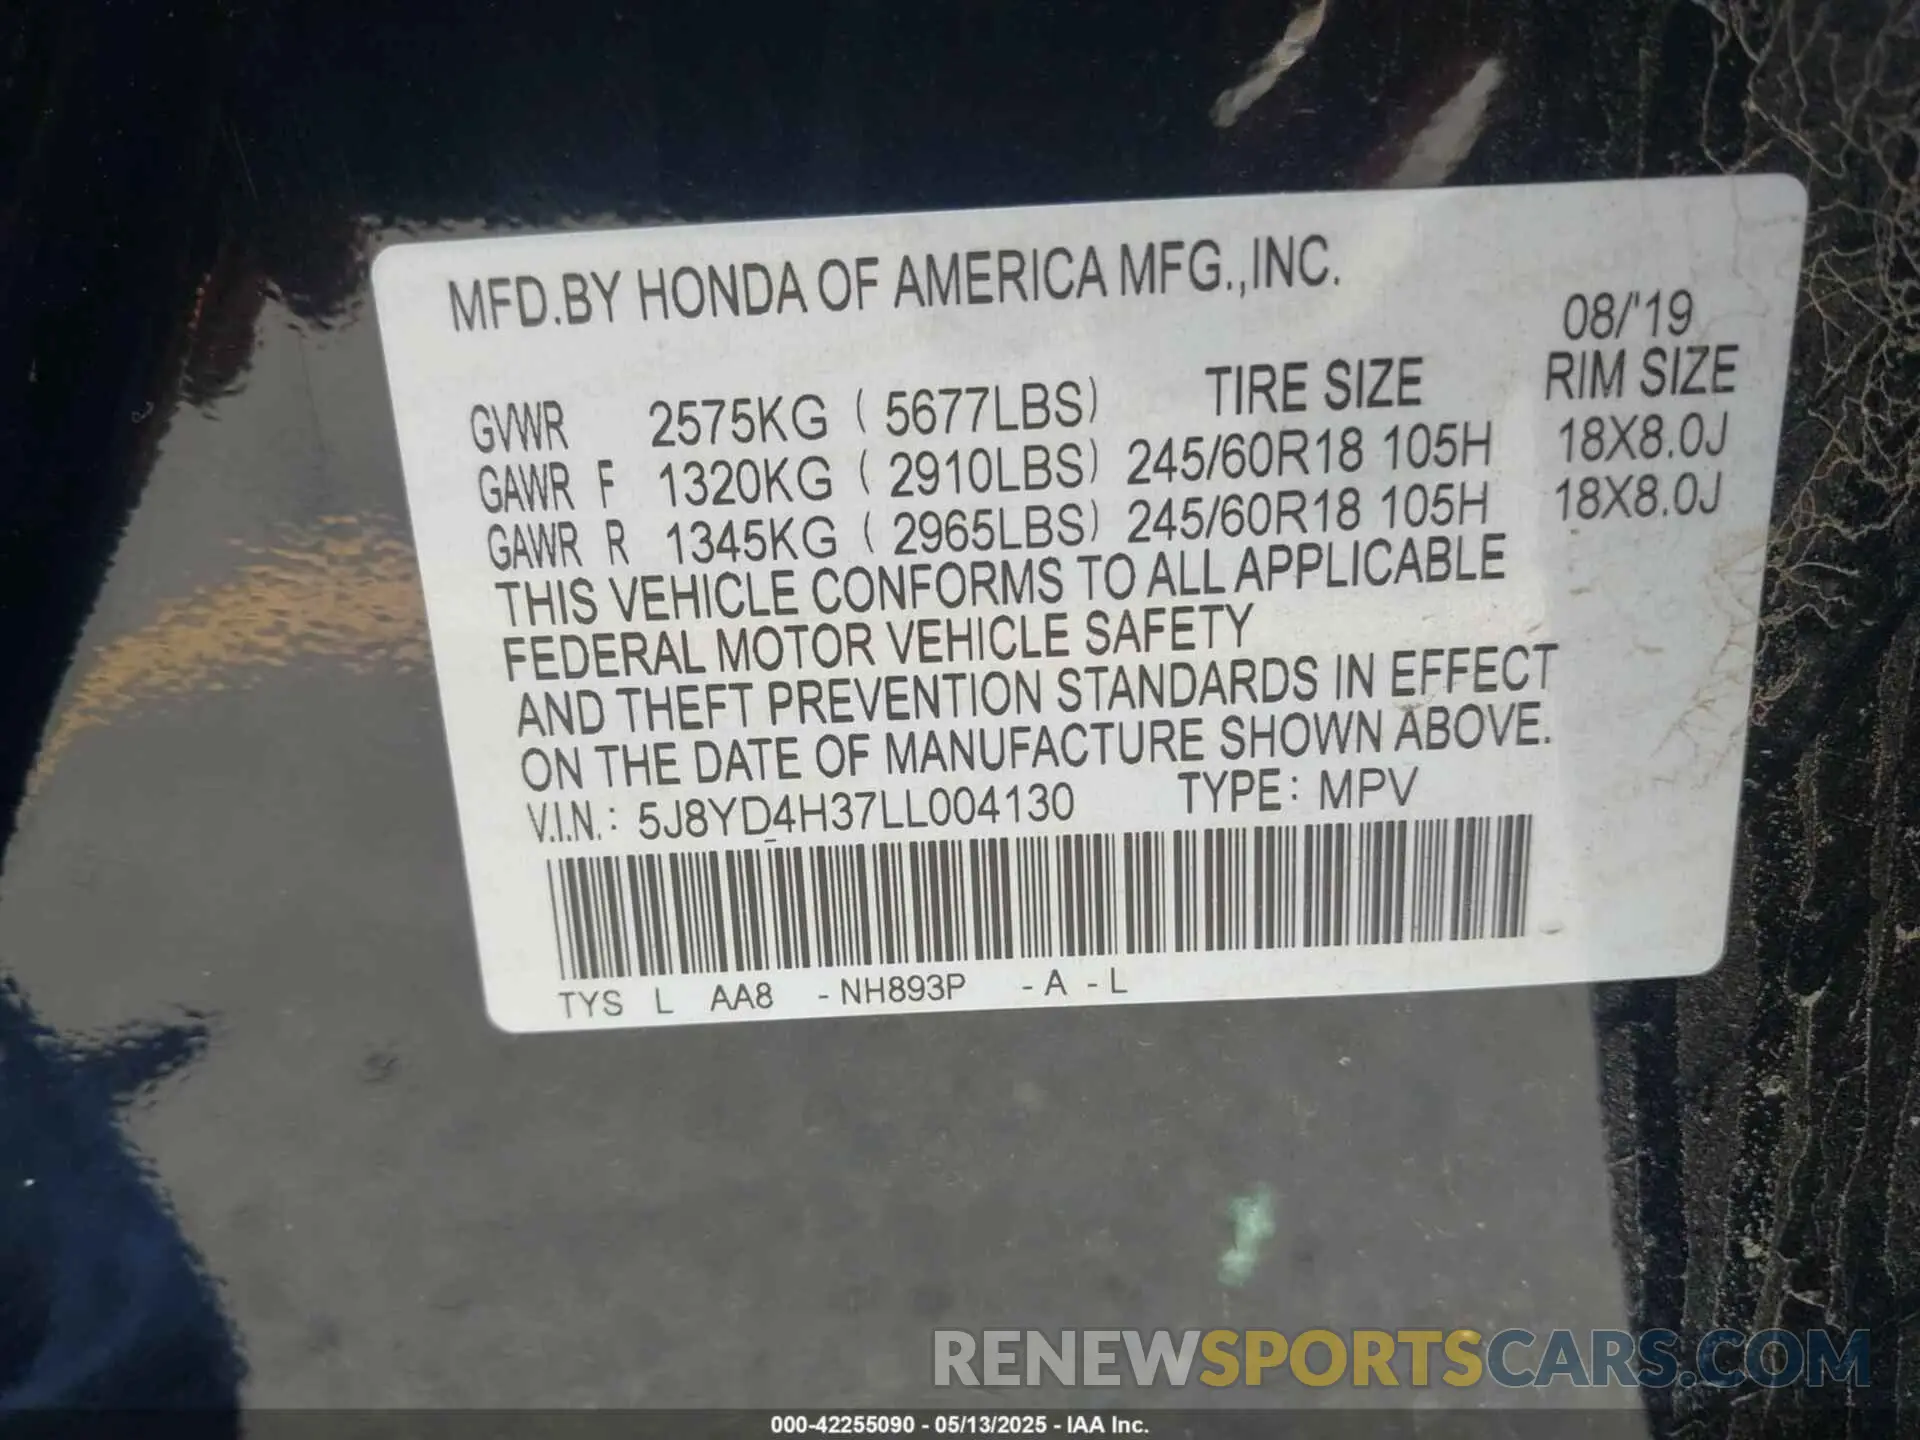 MFD.BY HONDA OF AMERICA MFG.,INC.
08/'19
GVWR 2575KG ( 5677LBS) TIRE SIZE RIM SIZE
GAWR F 1320KG ( 2910LBS) 245/60R18 105H 18X8.0J
GAWR R 1345KG ( 2965LBS) 245/60R18 105H 18X8.0J
THIS VEHICLE CONFORMS TO ALL APPLICABLE
FEDERAL MOTOR VEHICLE SAFETY
AND THEFT PREVENTION STANDARDS IN EFFECT
ON THE DATE OF MANUFACTURE SHOWN ABOVE.
V.I.N.: 5J8YD4H37LL004130 TYPE: MPV
TYS L AA8 - NH893P - A - L
RENEWSPORTSCARS.COM
000-42255090 - 05/13/2025 - IAA Inc.